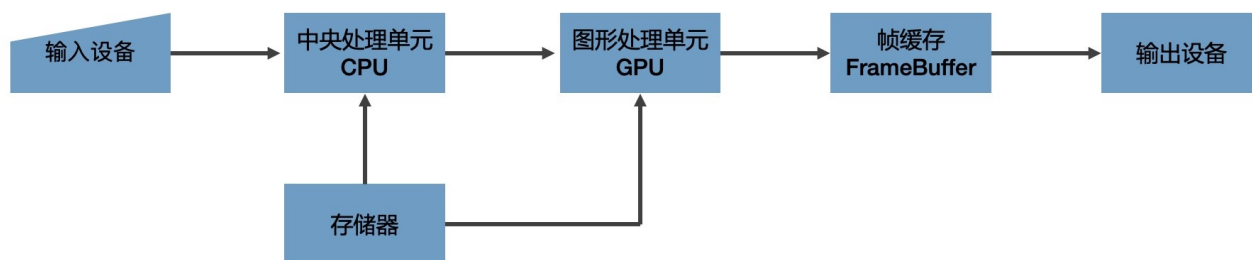 输入设备
中央处理单元
CPU
图形处理单元
GPU
帧缓存
FrameBuffer
输出设备
存储器